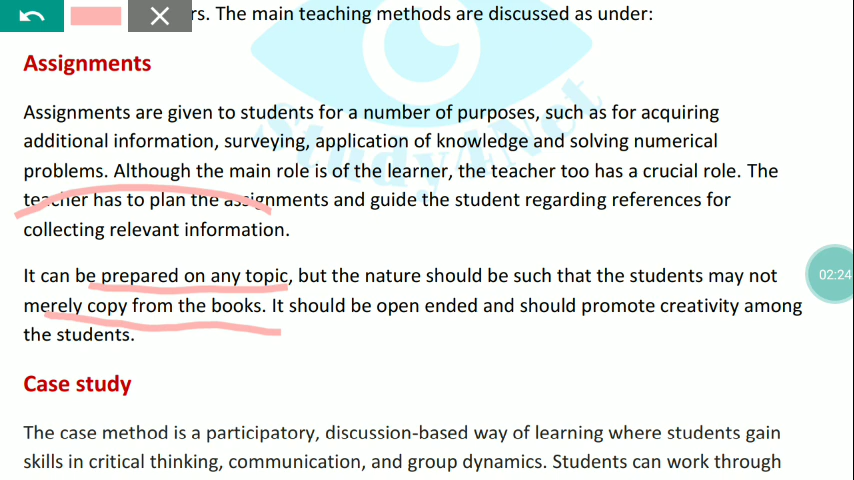 rs. The main teaching methods are discussed as under:
Assignments
Assignments are given to students for a number of purposes, such as for acquiring
additional information, surveying, application of knowledge and solving numerical
problems. Although the main role is of the learner, the teacher too has a crucial role. The
teacher has to plan the assignments and guide the student regarding references for
collecting relevant information.
It can be prepared on any topic, but the nature should be such that the students may not
merely copy from the books. It should be open ended and should promote creativity among
the students.
02:24
Case study
The case method is a participatory, discussion-based way of learning where students gain
skills in critical thinking, communication, and group dynamics. Students can work through
Study4Net